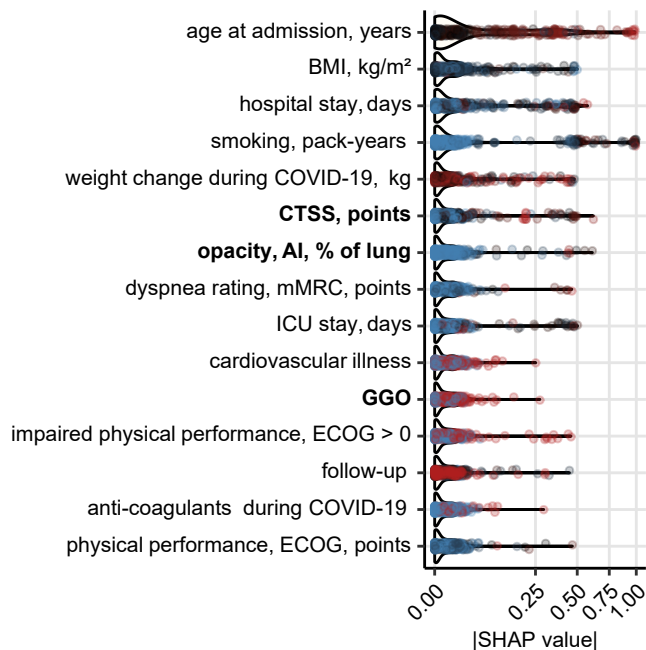 age at admission, years
BMI, kg/m²
hospital stay, days
smoking, pack-years
weight change during COVID-19, kg
CTSS, points
opacity, AI, % of lung
dyspnea rating, mMRC, points
ICU stay, days
cardiovascular illness
GGO
impaired physical performance, ECOG > 0
follow-up
anti-coagulants during COVID-19
physical performance, ECOG, points
0.00 0.25 0.50 0.75 1.00
|SHAP value|